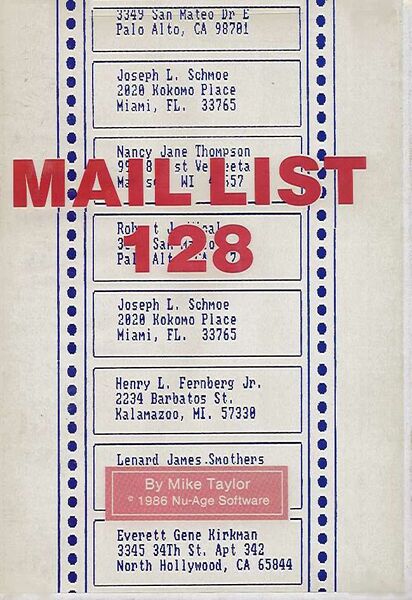 3349 San Mateo Dr E
Palo Alto, CA 98701
Joseph L. Schmoe
2020 Kokomo Place
Miami, FL. 33765
Nancy Jane Thompson
MAIL LIST
128
Joseph L. Schmoe
2020 Kokomo Place
Miami, FL. 33765
Henry L. Fernberg Jr.
2234 Barbatos St.
Kalamazoo, MI. 57330
Lenard James Smothers
By Mike Taylor
© 1986 Nu-Age Software
Everett Gene Kirkman
3345 34Th St. Apt 342
North Hollywood, CA 65844